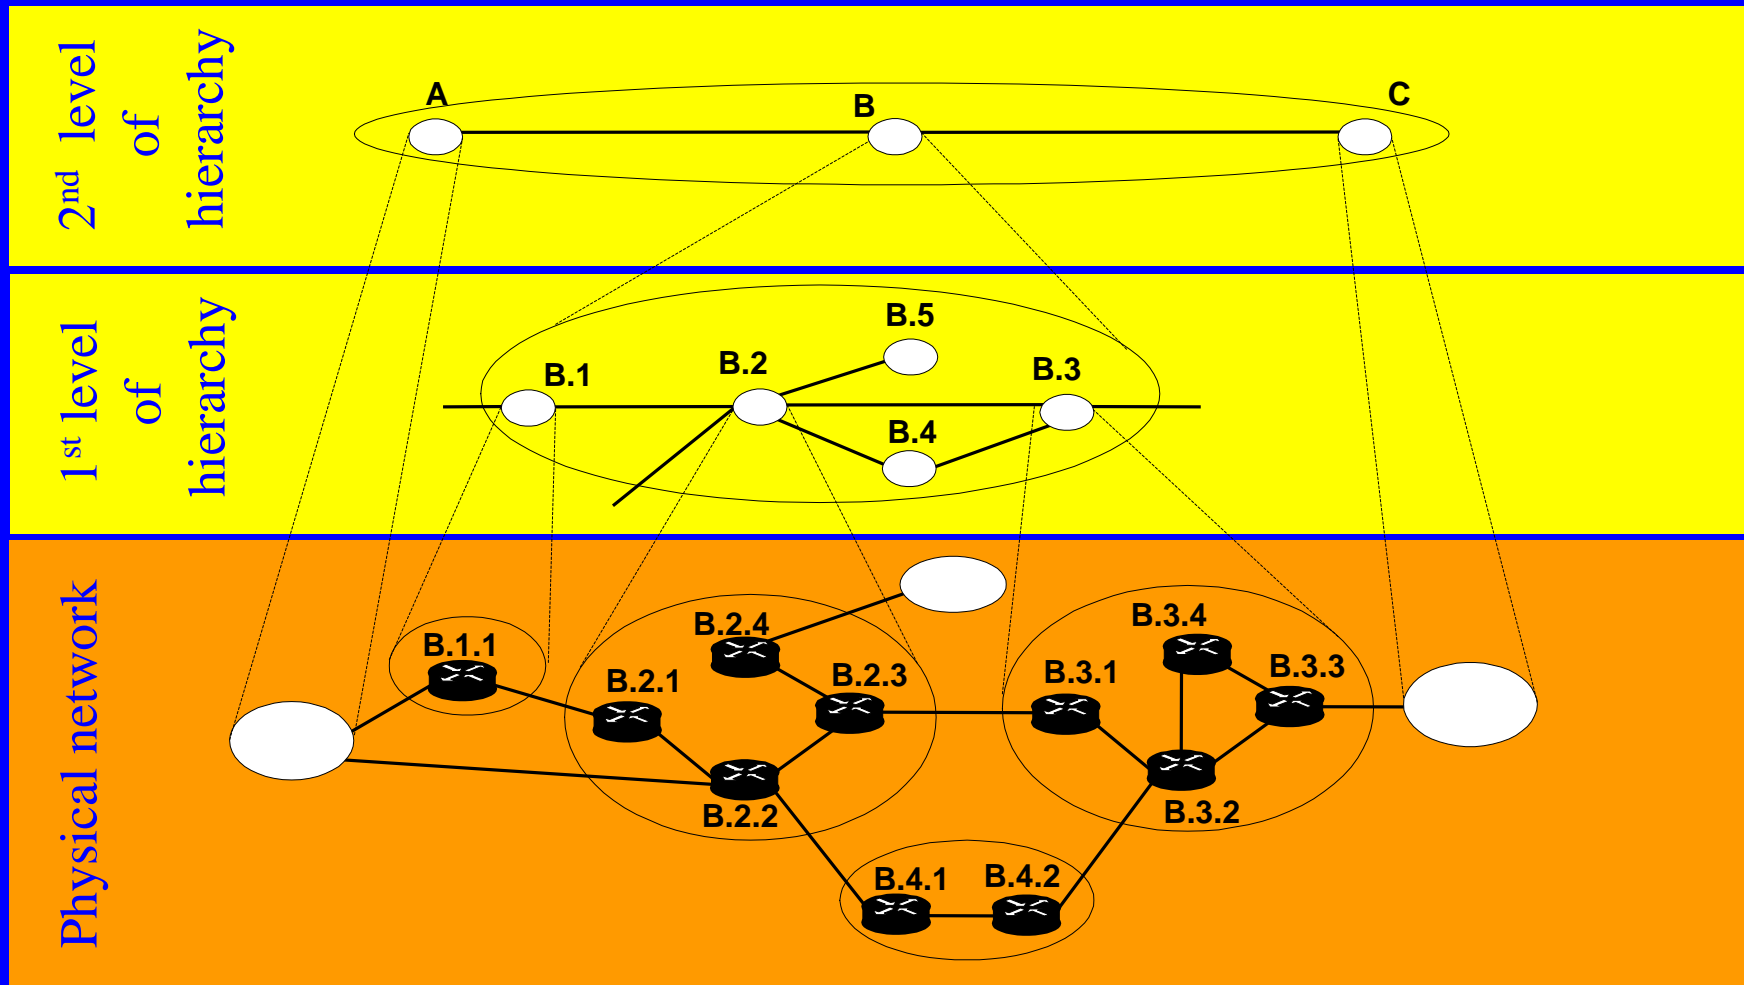 2nd level
of
hierarchy
A
B
C
1st level
of
hierarchy
B.5
B.1
B.2
B.3
B.4
Physical network
B.1.1
B.2.4
B.2.1
B.2.3
B.2.2
B.3.4
B.3.1
B.3.3
B.3.2
B.4.1
B.4.2